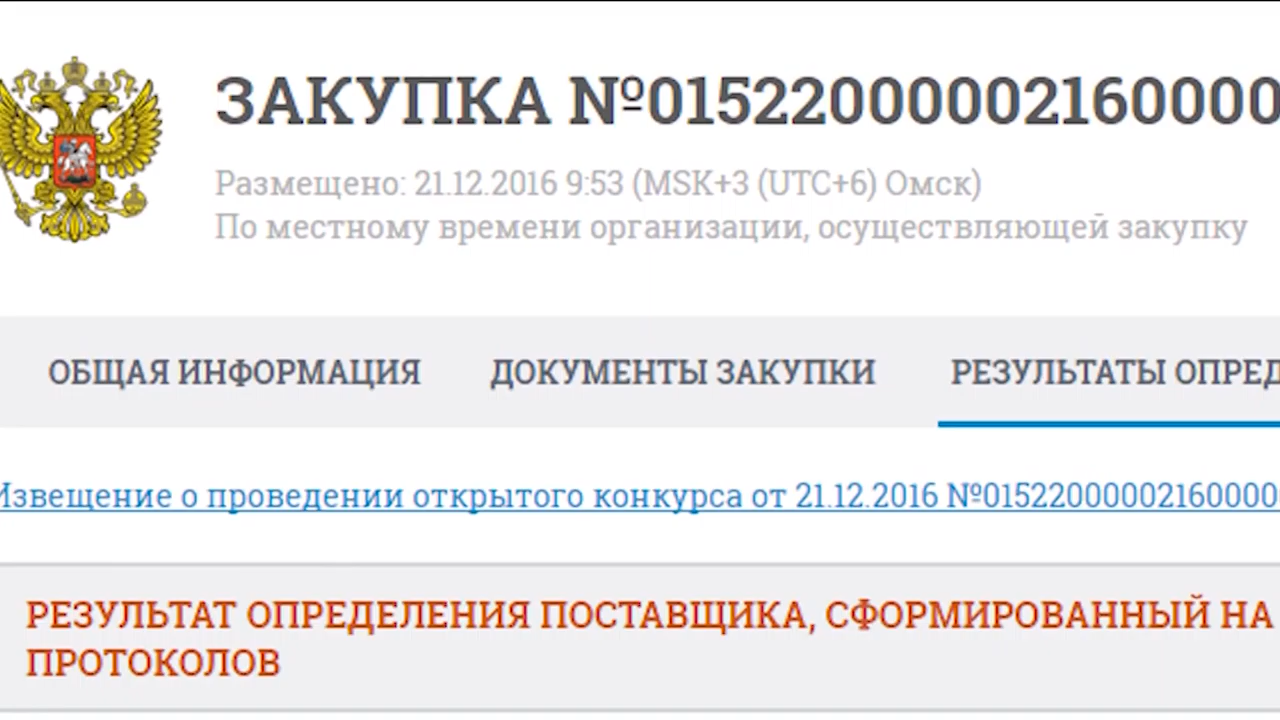 ЗАКУПКА №01522000002160000
Размещено: 21.12.2016 9:53 (MSK+3 (UTC+6) Омск)
По местному времени организации, осуществляющей закупку
ОБЩАЯ ИНФОРМАЦИЯ ДОКУМЕНТЫ ЗАКУПКИ РЕЗУЛЬТАТЫ ОПРЕД
Извещение о проведении открытого конкурса от 21.12.2016 №01522000002160000
РЕЗУЛЬТАТ ОПРЕДЕЛЕНИЯ ПОСТАВЩИКА, СФОРМИРОВАННЫЙ НА
ПРОТОКОЛОВ